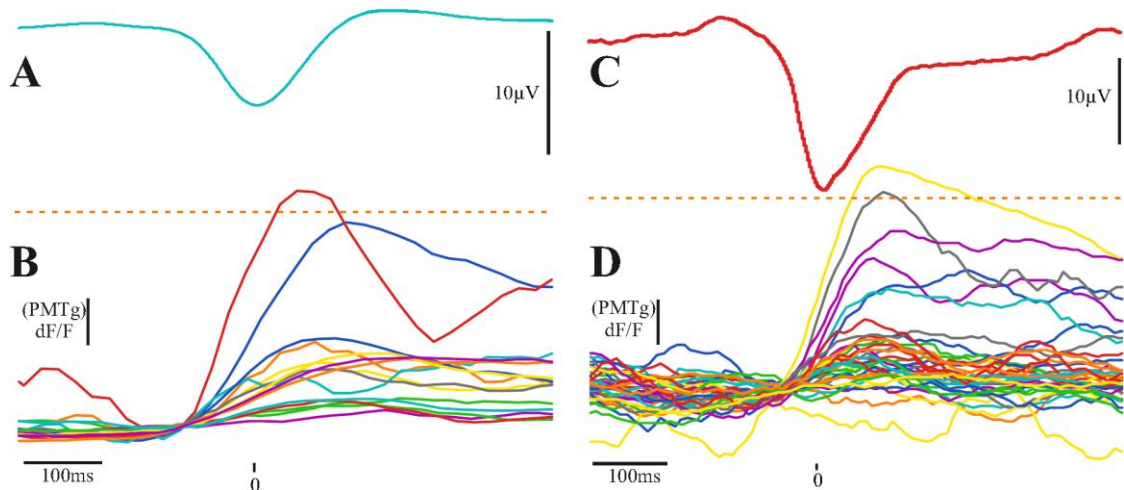 A
10µV
C
10µV
B
(PMTg)
dF/F
D
(PMTg)
dF/F
100ms
0
100ms
0